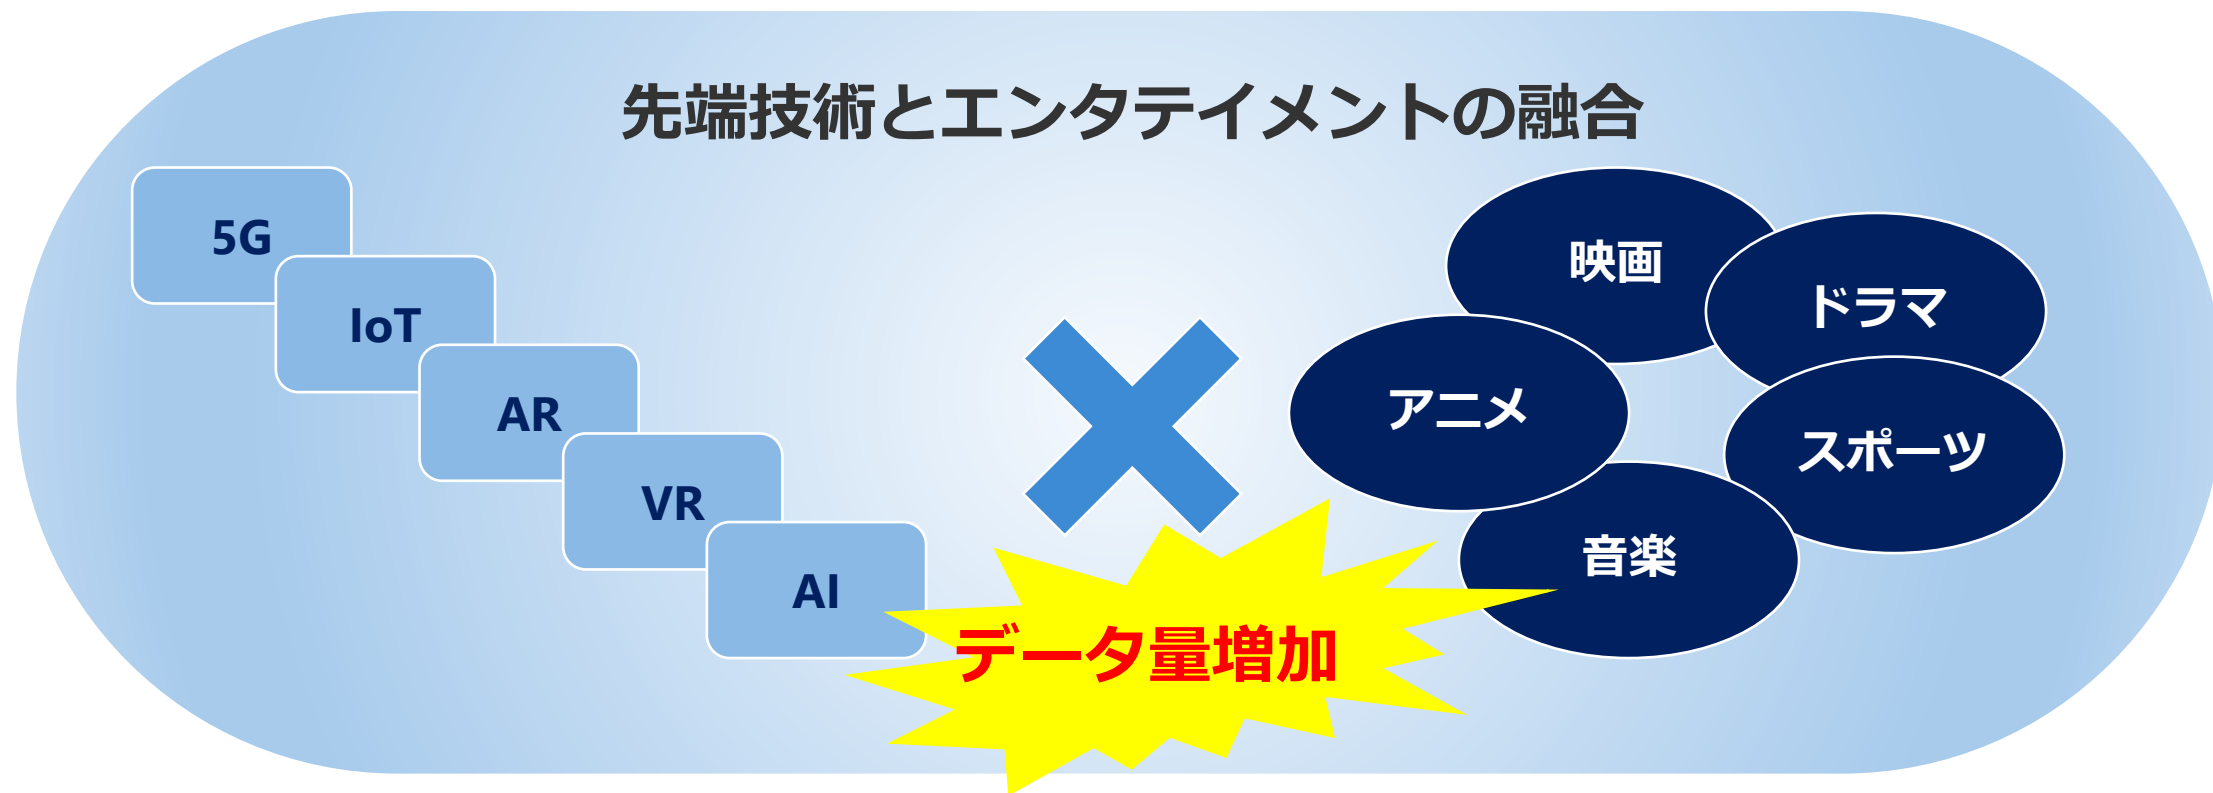 先端技術とエンタテイメントの融合
5G
IoT
AR
VR
AI
映画
ドラマ
アニメ
スポーツ
音楽
データ量増加